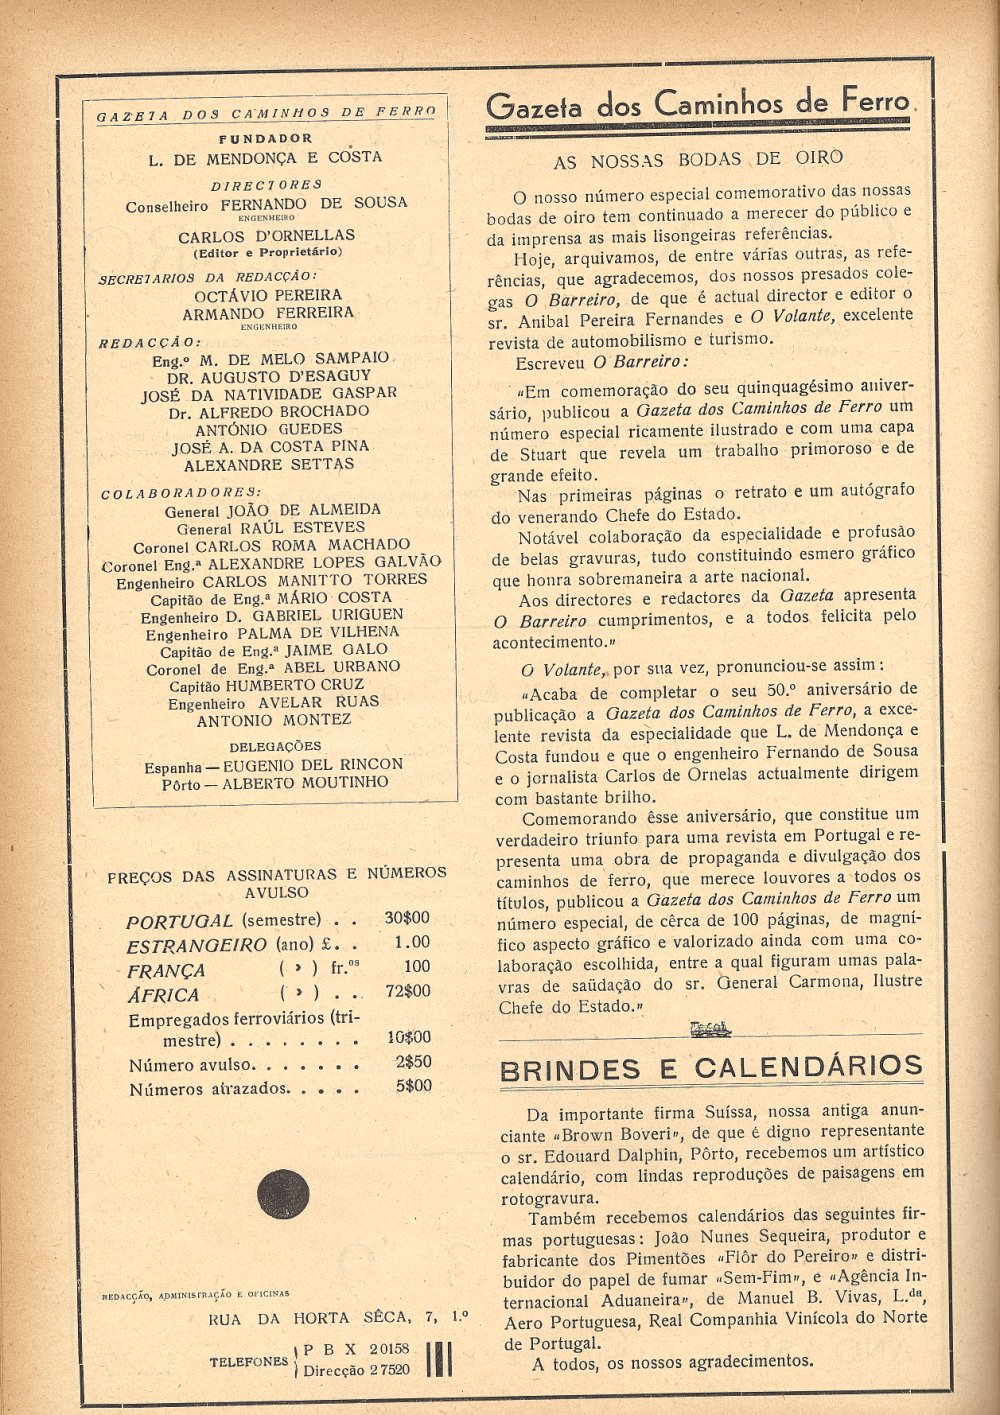 GAZETA DOS CAMINHOS DE FERRO
FUNDADOR
L. DE MENDONÇA E COSTA
DIRECTORES
Conselheiro FERNANDO DE SOUSA
ENGENHEIRO
CARLOS D'ORNELLAS
(Editor e Proprietário)
SECRETARIOS DA REDACÇÃO:
OCTÁVIO PEREIRA
ARMANDO FERREIRA
ENGENHEIRO
REDACÇÃO:
Eng.º M. DE MELO SAMPAIO
DR. AUGUSTO D'ESAGUY
JOSÉ DA NATIVIDADE GASPAR
Dr. ALFREDO BROCHADO
ANTÓNIO GUEDES
JOSÉ A. DA COSTA PINA
ALEXANDRE SETTAS
COLABORADORES:
General JOÃO DE ALMEIDA
General RAÚL ESTEVES
Coronel CARLOS ROMA MACHADO
Coronel Eng.ª ALEXANDRE LOPES GALVÃO
Engenheiro CARLOS MANITTO TORRES
Capitão de Eng.ª MÁRIO COSTA
Engenheiro D. GABRIEL URIGUEN
Engenheiro PALMA DE VILHENA
Capitão de Eng.ª JAIME GALO
Coronel de Eng.ª ABEL URBANO
Capitão HUMBERTO CRUZ
Engenheiro AVELAR RUAS
ANTONIO MONTEZ
DELEGAÇÕES
Espanha — EUGENIO DEL RINCON
Pôrto — ALBERTO MOUTINHO
PREÇOS DAS ASSINATURAS E NÚMEROS
AVULSO
PORTUGAL (semestre) . . 30$00
ESTRANGEIRO (ano) £. . 1.00
FRANÇA ( » ) fr.os 100
ÁFRICA ( » ) . . 72$00
Empregados ferroviários (tri-
mestre) . . . . . . . . 10$00
Número avulso. . . . . . . 2$50
Números atrazados. . . . . 5$00
REDACÇÃO, ADMINISTRAÇÃO E OFICINAS
RUA DA HORTA SÊCA, 7, 1.º
TELEFONES { P B X 20158
Direcção 27520
Gazeta dos Caminhos de Ferro
AS NOSSAS BODAS DE OIRO
O nosso número especial comemorativo das nossas
bodas de oiro tem continuado a merecer do público e
da imprensa as mais lisongeiras referências.
Hoje, arquivamos, de entre várias outras, as refe-
rências, que agradecemos, dos nossos presados cole-
gas O Barreiro, de que é actual director e editor o
sr. Anibal Pereira Fernandes e O Volante, excelente
revista de automobilismo e turismo.
Escreveu O Barreiro:
«Em comemoração do seu quinquagésimo aniver-
sário, publicou a Gazeta dos Caminhos de Ferro um
número especial ricamente ilustrado e com uma capa
de Stuart que revela um trabalho primoroso e de
grande efeito.
Nas primeiras páginas o retrato e um autógrafo
do venerando Chefe do Estado.
Notável colaboração da especialidade e profusão
de belas gravuras, tudo constituindo esmero gráfico
que honra sobremaneira a arte nacional.
Aos directores e redactores da Gazeta apresenta
O Barreiro cumprimentos, e a todos felicita pelo
acontecimento.»
O Volante, por sua vez, pronunciou-se assim:
«Acaba de completar o seu 50.º aniversário de
publicação a Gazeta dos Caminhos de Ferro, a exce-
lente revista da especialidade que L. de Mendonça e
Costa fundou e que o engenheiro Fernando de Sousa
e o jornalista Carlos de Ornelas actualmente dirigem
com bastante brilho.
Comemorando êsse aniversário, que constitue um
verdadeiro triunfo para uma revista em Portugal e re-
presenta uma obra de propaganda e divulgação dos
caminhos de ferro, que merece louvores a todos os
títulos, publicou a Gazeta dos Caminhos de Ferro um
número especial, de cêrca de 100 páginas, de magní-
fico aspecto gráfico e valorizado ainda com uma co-
laboração escolhida, entre a qual figuram umas pala-
vras de saüdação do sr. General Carmona, Ilustre
Chefe do Estado.»
BRINDES E CALENDÁRIOS
Da importante firma Suíssa, nossa antiga anun-
ciante «Brown Boveri», de que é digno representante
o sr. Edouard Dalphin, Pôrto, recebemos um artístico
calendário, com lindas reproduções de paisagens em
rotogravura.
Também recebemos calendários das seguintes fir-
mas portuguesas: João Nunes Sequeira, produtor e
fabricante dos Pimentões «Flôr do Pereiro» e distri-
buidor do papel de fumar «Sem-Fim», e «Agência In-
ternacional Aduaneira», de Manuel B. Vivas, L.da,
Aero Portuguesa, Real Companhia Vinícola do Norte
de Portugal.
A todos, os nossos agradecimentos.